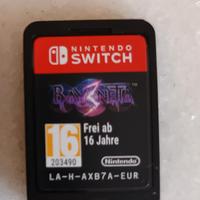 NINTENDO
SWITCH
BAYONETTA
16
203490
Frei ab
16 Jahre
Nintendo
LA-H-AXB7A-EUR